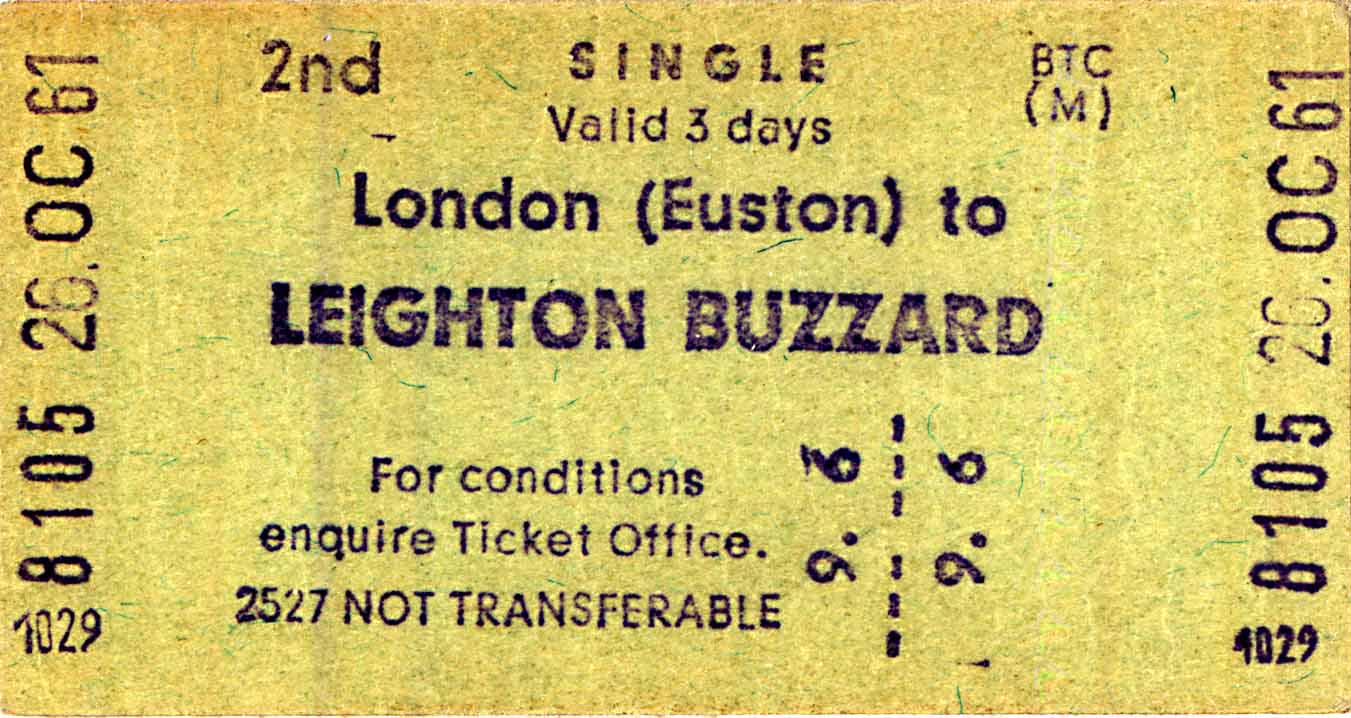 2nd SINGLE BTC
Valid 3 days (M)
London (Euston) to
LEIGHTON BUZZARD
For conditions
enquire Ticket Office.
2527 NOT TRANSFERABLE
9.6
9.6
8105 26.OC 61
1029
8105 26.OC 61
1029